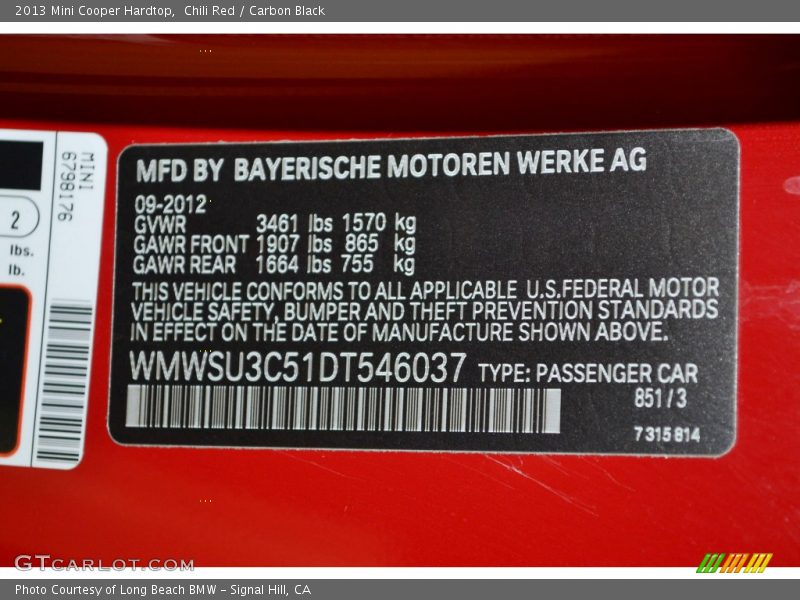 2013 Mini Cooper Hardtop,  Chili Red / Carbon Black
MINI
6798176
2
lbs.
lb.
MFD BY BAYERISCHE MOTOREN WERKE AG
09-2012
GVWR 3461 lbs 1570 kg
GAWR FRONT 1907 lbs 865 kg
GAWR REAR 1664 lbs 755 kg
THIS VEHICLE CONFORMS TO ALL APPLICABLE U.S.FEDERAL MOTOR
VEHICLE SAFETY, BUMPER AND THEFT PREVENTION STANDARDS
IN EFFECT ON THE DATE OF MANUFACTURE SHOWN ABOVE.
WMWSU3C51DT546037 TYPE: PASSENGER CAR
851/3
7315814
GTCARLOT.COM
Photo Courtesy of Long Beach BMW – Signal Hill, CA